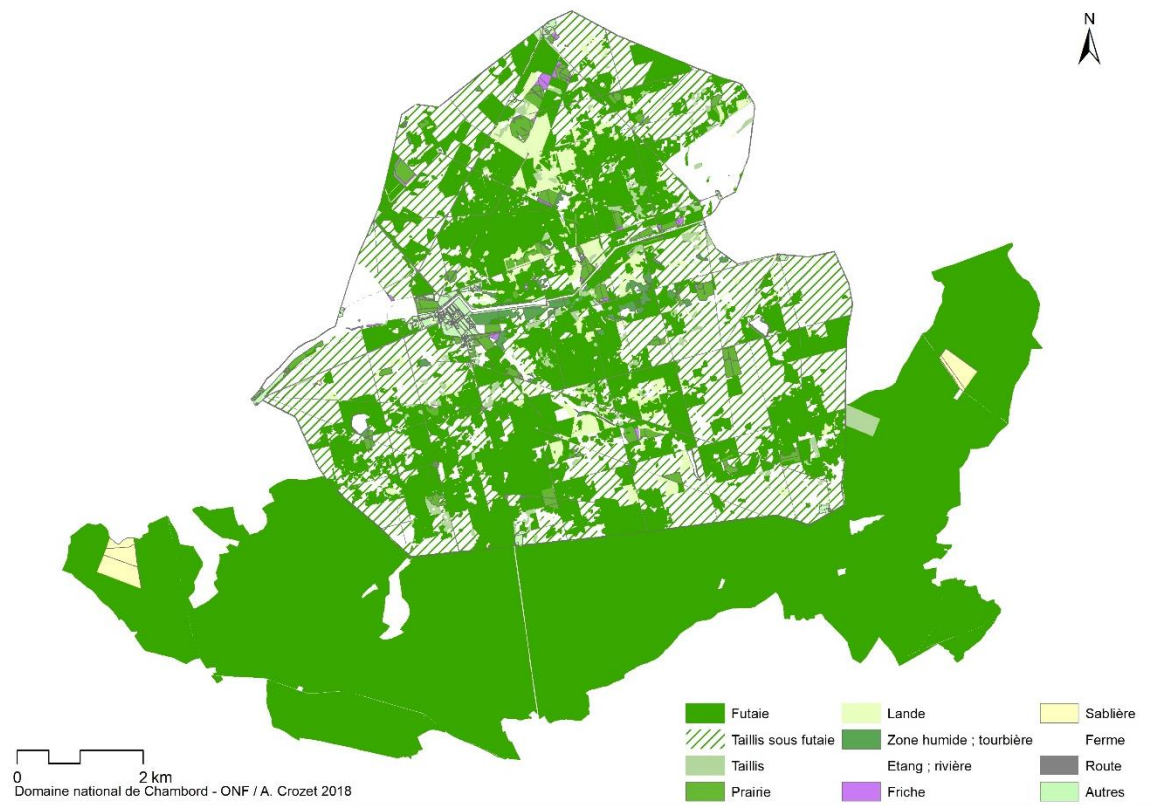 N
Futaie
Taillis sous futaie
Taillis
Prairie
Lande
Zone humide ; tourbière
Etang ; rivière
Friche
Sablière
Ferme
Route
Autres
0 2 km
Domaine national de Chambord - ONF / A. Crozet 2018